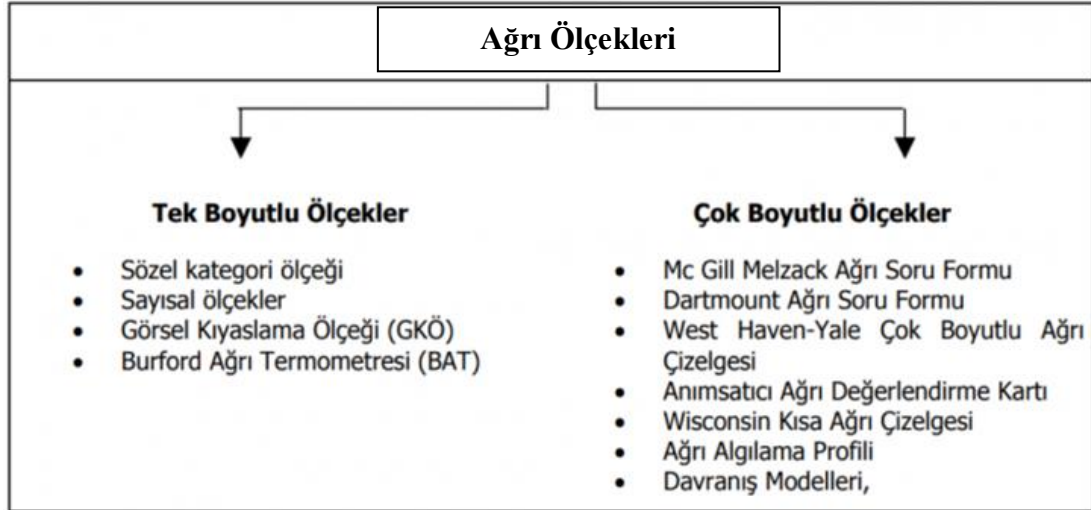 Ağrı Ölçekleri
Tek Boyutlu Ölçekler
• Sözel kategori ölçeği
• Sayısal ölçekler
• Görsel Kıyaslama Ölçeği (GKÖ)
• Burford Ağrı Termometresi (BAT)
Çok Boyutlu Ölçekler
• Mc Gill Melzack Ağrı Soru Formu
• Dartmount Ağrı Soru Formu
• West Haven-Yale Çok Boyutlu Ağrı
Çizelgesi
• Anımsatıcı Ağrı Değerlendirme Kartı
• Wisconsin Kısa Ağrı Çizelgesi
• Ağrı Algılama Profili
• Davranış Modelleri,